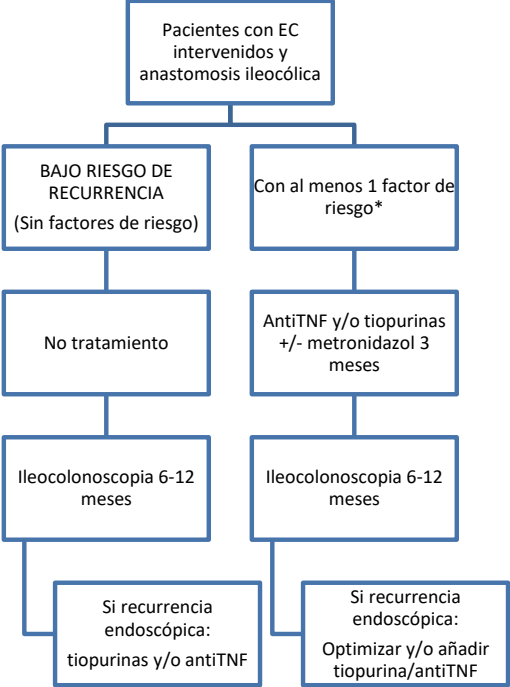 Pacientes con EC
intervenidos y
anastomosis ileocólica
BAJO RIESGO DE
RECURRENCIA
(Sin factores de riesgo)
Con al menos 1 factor de
riesgo*
No tratamiento
AntiTNF y/o tiopurinas
+/- metronidazol 3
meses
Ileocolonoscopia 6-12
meses
Ileocolonoscopia 6-12
meses
Si recurrencia
endoscópica:
tiopurinas y/o antiTNF
Si recurrencia
endoscópica:
Optimizar y/o añadir
tiopurina/antiTNF